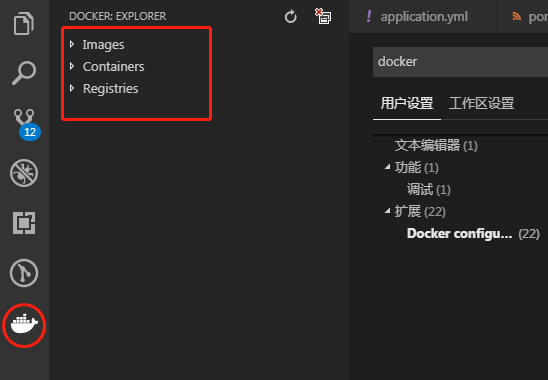 DOCKER: EXPLORER
Images
Containers
Registries
12
! application.yml
por
docker
用户设置 工作区设置
文本编辑器 (1)
功能 (1)
调试 (1)
扩展 (22)
Docker configu... (22)